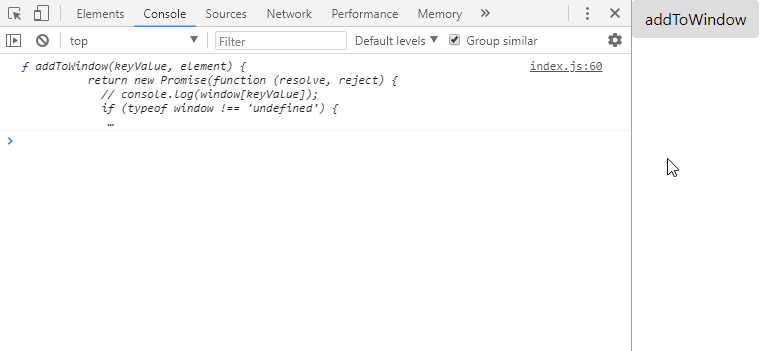 Elements Console Sources Network Performance Memory »
top Filter Default levels Group similar
ƒ addToWindow(keyValue, element) { index.js:60
return new Promise(function (resolve, reject) {
// console.log(window[keyValue]);
if (typeof window !== 'undefined') {
…
>
addToWindow